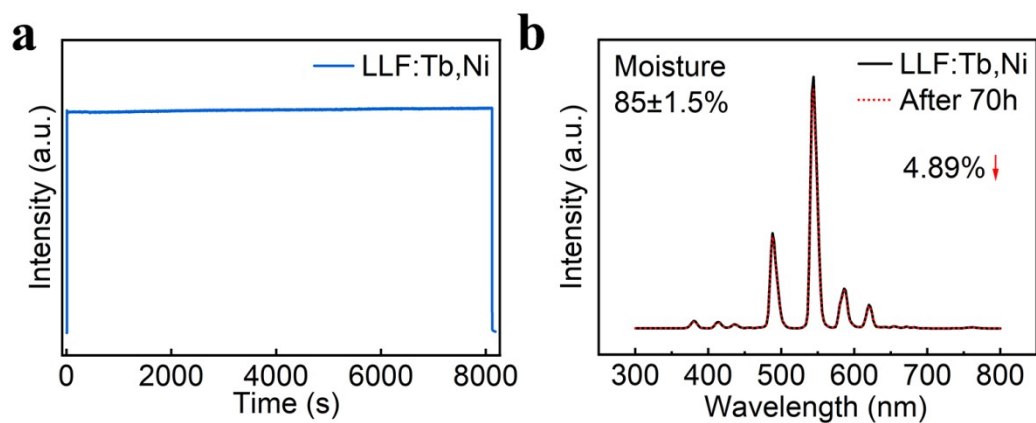 a
LLF:Tb,Ni
Intensity (a.u.)
0 2000 4000 6000 8000
Time (s)
b
Moisture
85±1.5%
LLF:Tb,Ni
After 70h
4.89%
Intensity (a.u.)
300 400 500 600 700 800
Wavelength (nm)